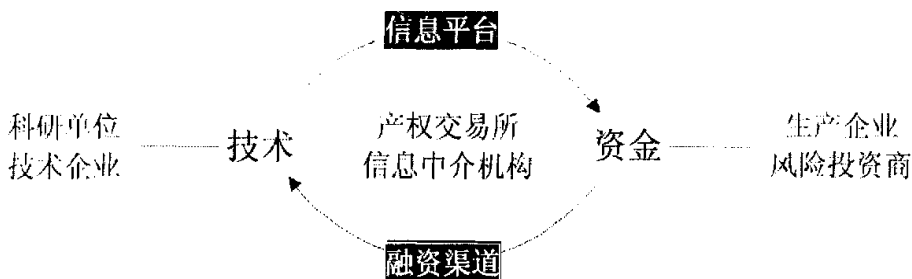 信息平台
科研单位
技术企业
技术
产权交易所
信息中介机构
资金
生产企业
风险投资商
融资渠道